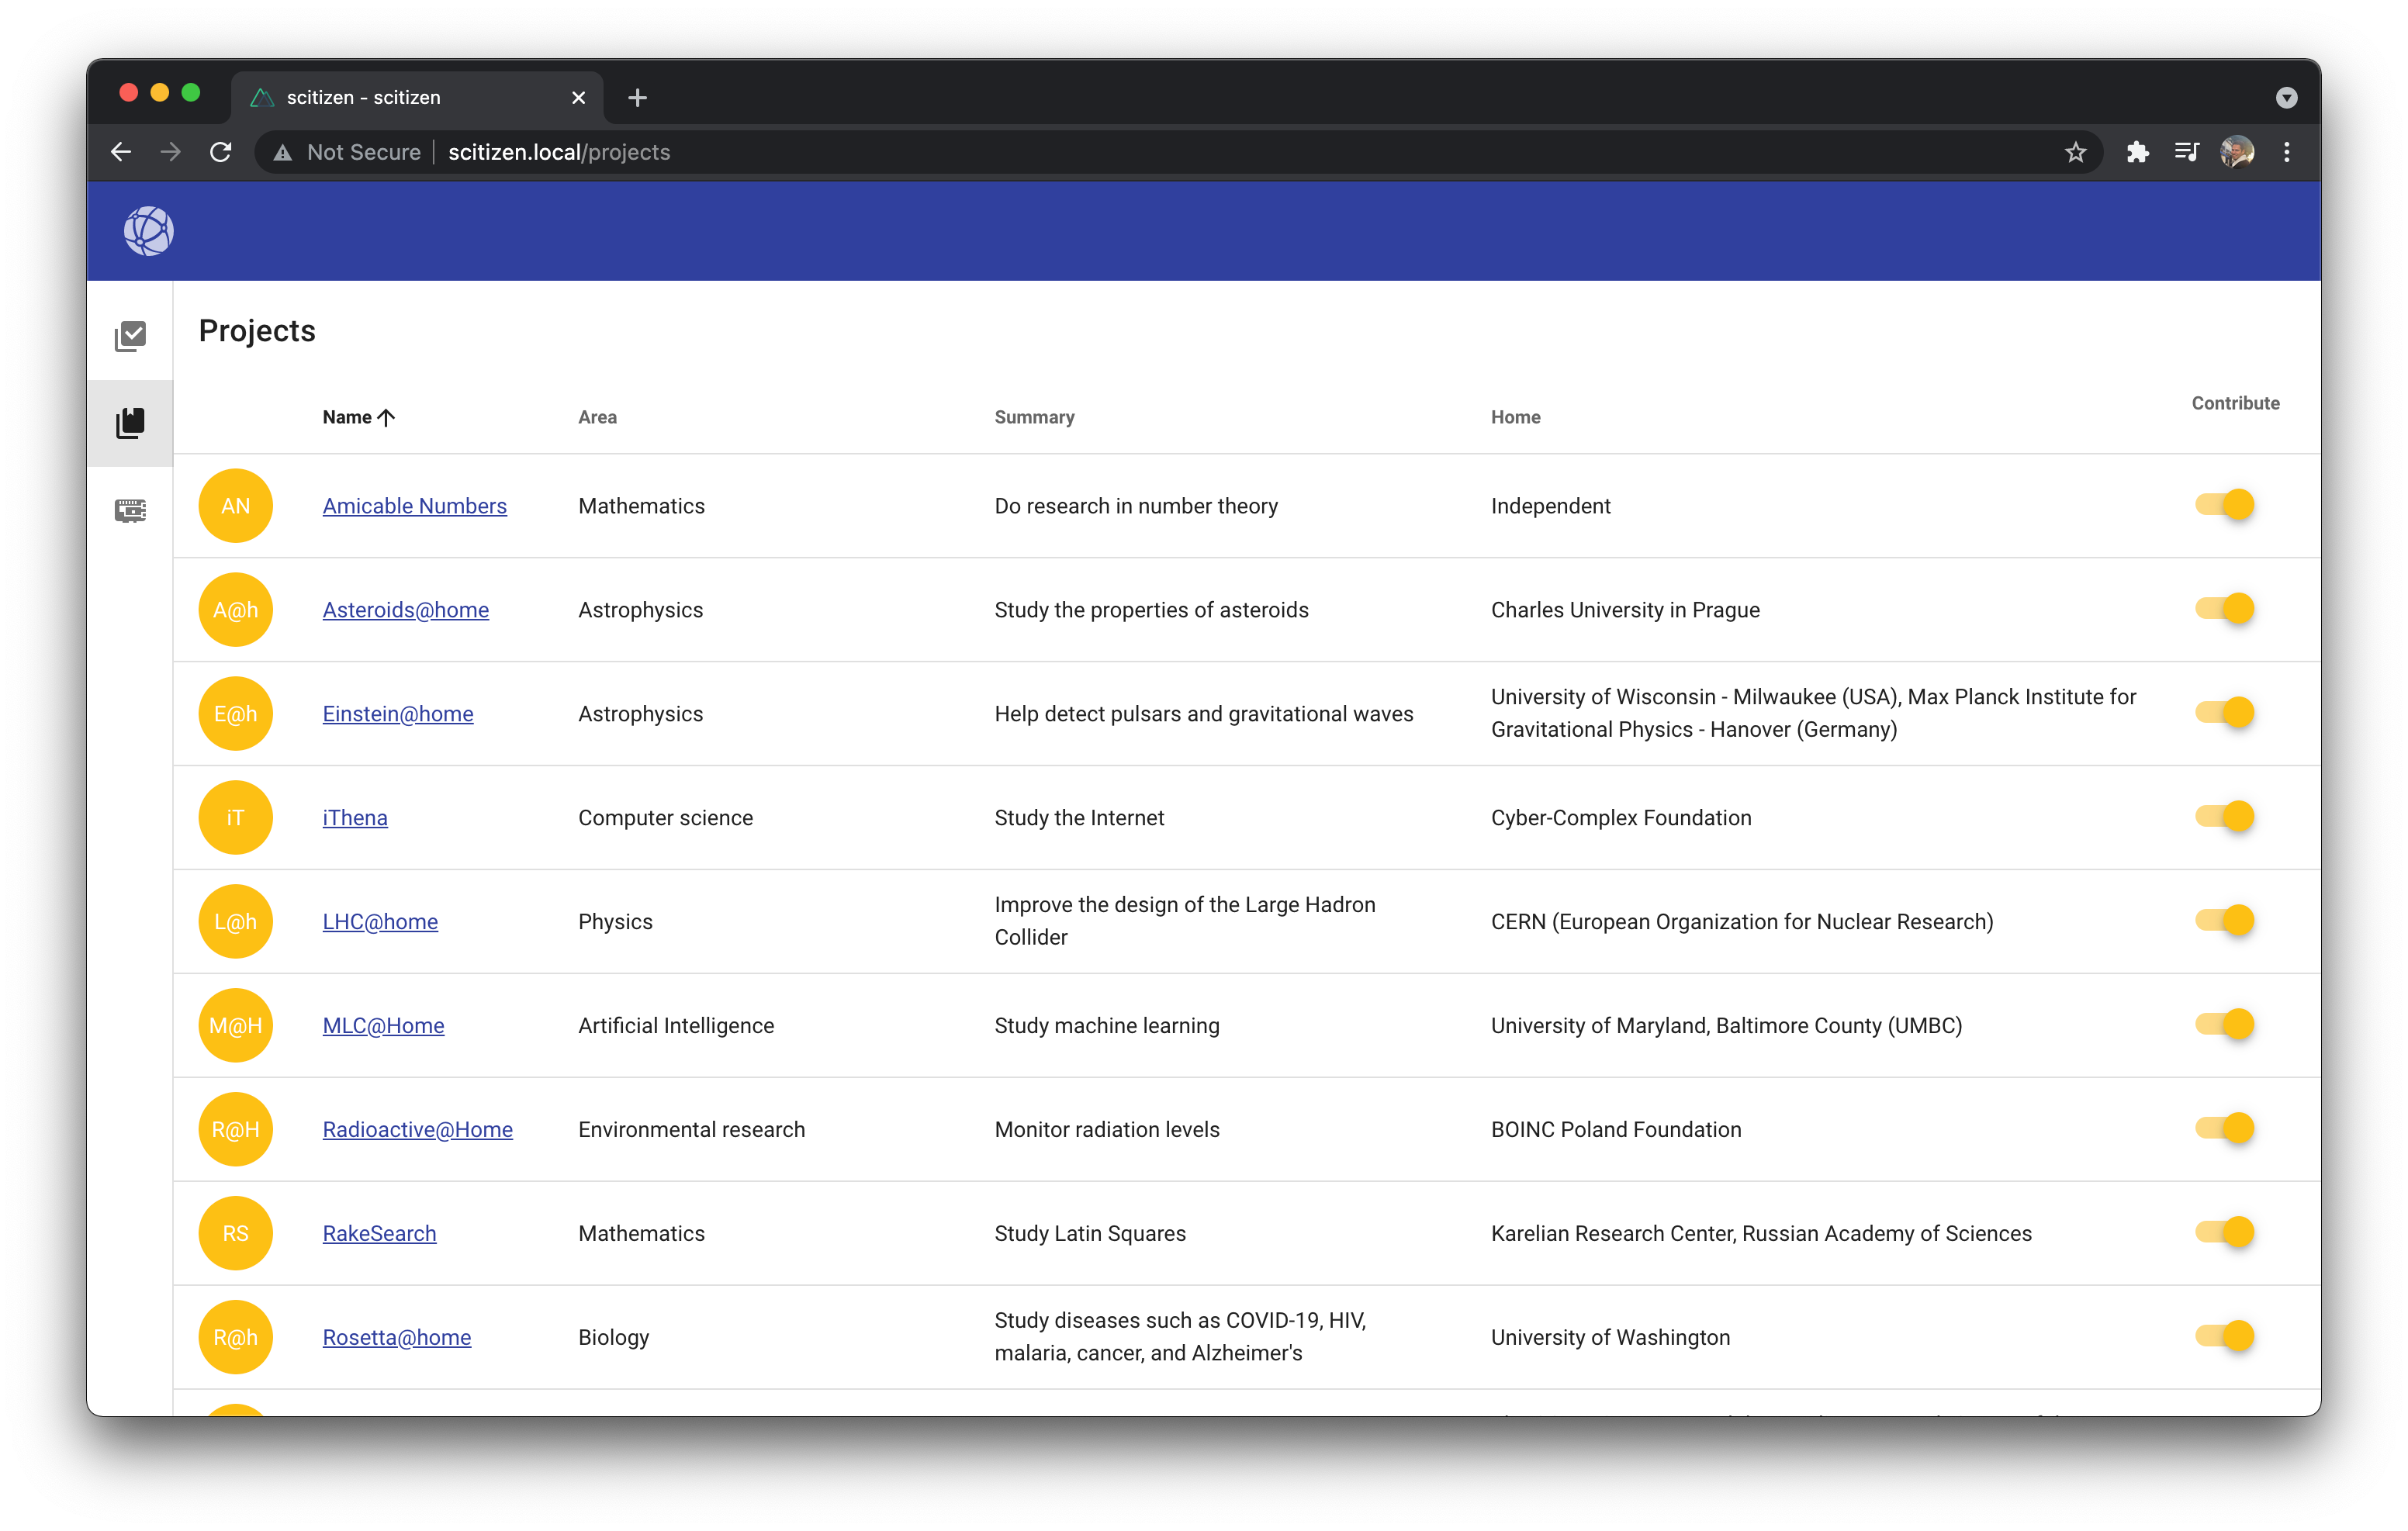 scitizen - scitizen
Not Secure scitizen.local/projects
Projects
Name Area Summary Home Contribute
AN Amicable Numbers Mathematics Do research in number theory Independent
A@h Asteroids@home Astrophysics Study the properties of asteroids Charles University in Prague
E@h Einstein@home Astrophysics Help detect pulsars and gravitational waves University of Wisconsin - Milwaukee (USA), Max Planck Institute for
Gravitational Physics - Hanover (Germany)
iT iThena Computer science Study the Internet Cyber-Complex Foundation
L@h LHC@home Physics Improve the design of the Large Hadron
Collider CERN (European Organization for Nuclear Research)
M@H MLC@Home Artificial Intelligence Study machine learning University of Maryland, Baltimore County (UMBC)
R@H Radioactive@Home Environmental research Monitor radiation levels BOINC Poland Foundation
RS RakeSearch Mathematics Study Latin Squares Karelian Research Center, Russian Academy of Sciences
R@h Rosetta@home Biology Study diseases such as COVID-19, HIV,
malaria, cancer, and Alzheimer's University of Washington